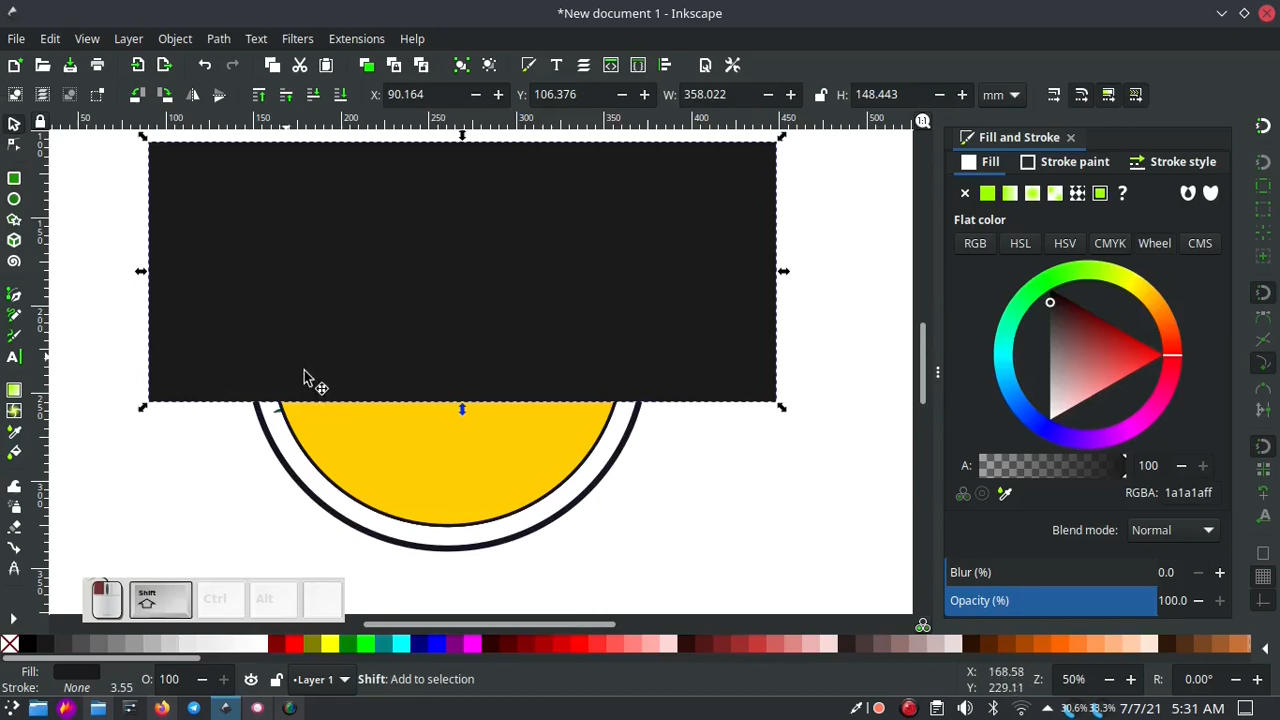 *New document 1 - Inkscape
File Edit View Layer Object Path Text Filters Extensions Help
X: 90.164 Y: 106.376 W: 358.022 H: 148.443 mm
50 100 150 200 250 300 350 400 450 500
Fill and Stroke
Fill Stroke paint Stroke style
Flat color
RGB HSL HSV CMYK Wheel CMS
A: 100
RGBA: 1a1a1aff
Blend mode: Normal
Blur (%) 0.0
Opacity (%) 100.0
Shift Ctrl Alt
Fill: O: 100 •Layer 1 Shift: Add to selection X: 168.58 Z: 50% R: 0.00°
Stroke: None 3.55 Y: 229.11
7/7/21 5:31 AM